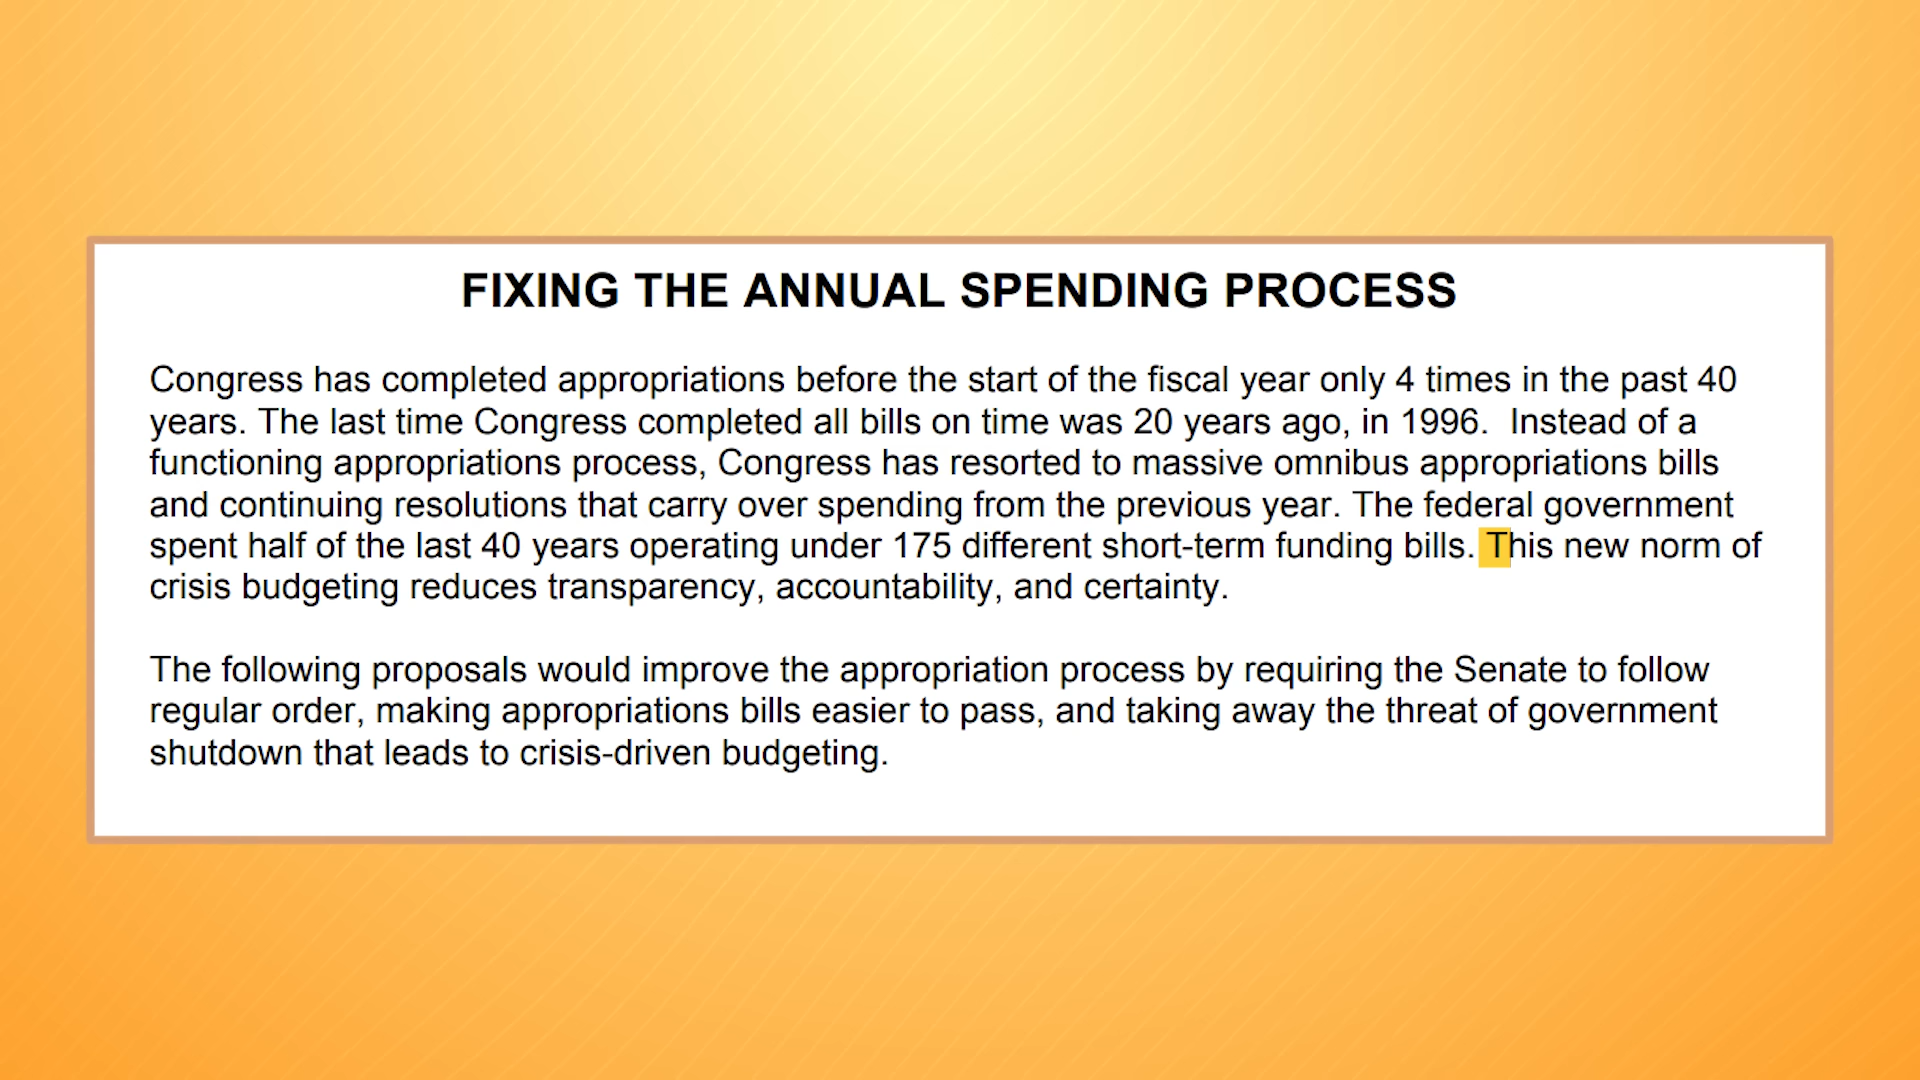 FIXING THE ANNUAL SPENDING PROCESS
Congress has completed appropriations before the start of the fiscal year only 4 times in the past 40
years. The last time Congress completed all bills on time was 20 years ago, in 1996.  Instead of a
functioning appropriations process, Congress has resorted to massive omnibus appropriations bills
and continuing resolutions that carry over spending from the previous year. The federal government
spent half of the last 40 years operating under 175 different short-term funding bills. This new norm of
crisis budgeting reduces transparency, accountability, and certainty.
The following proposals would improve the appropriation process by requiring the Senate to follow
regular order, making appropriations bills easier to pass, and taking away the threat of government
shutdown that leads to crisis-driven budgeting.